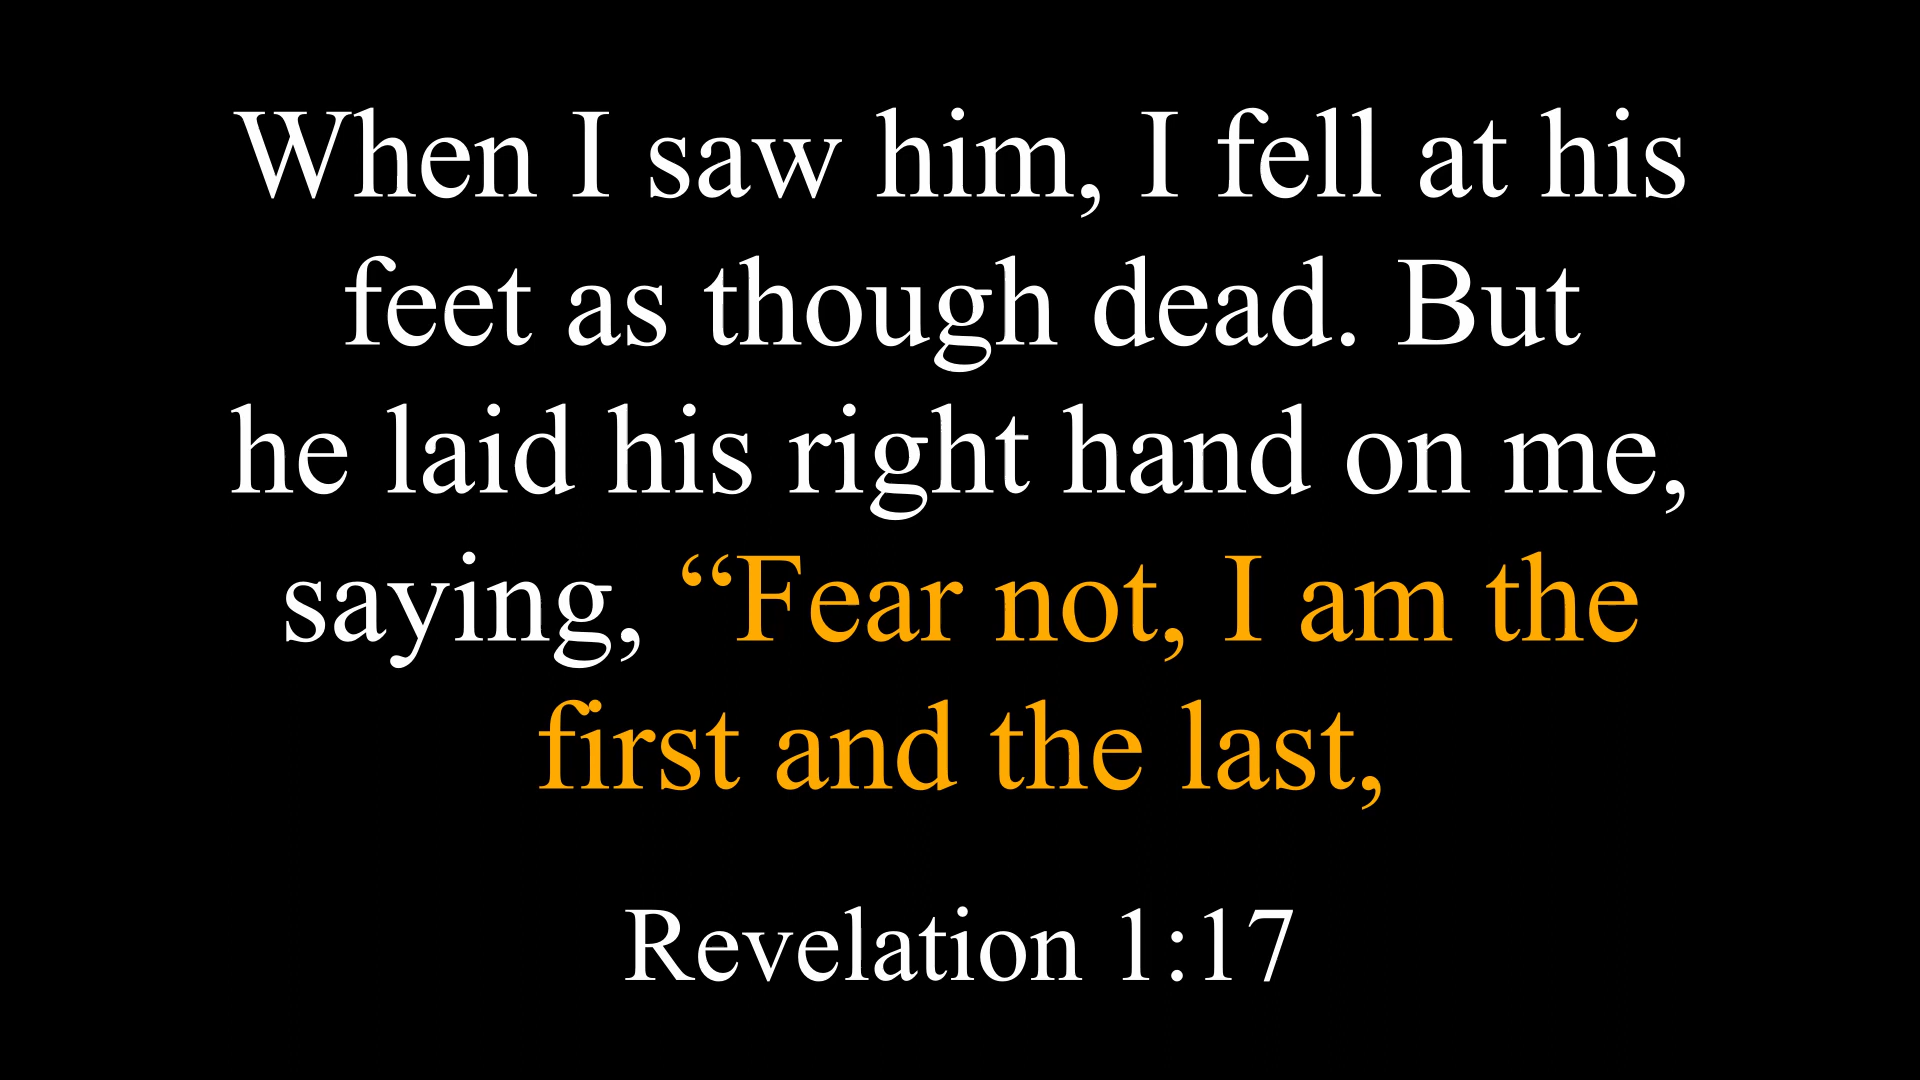 When I saw him, I fell at his
feet as though dead. But
he laid his right hand on me,
saying, “Fear not, I am the
first and the last,
Revelation 1:17